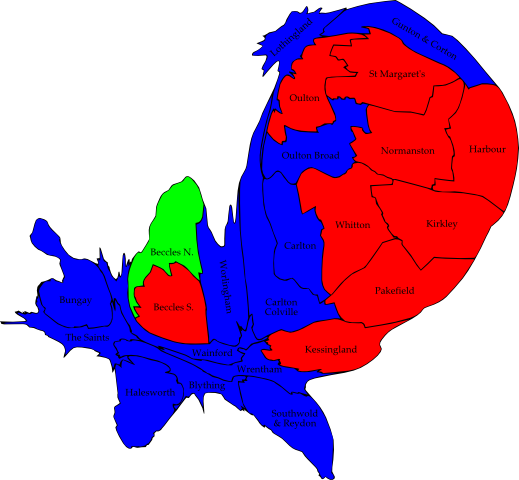 Lothingland
Gunton & Corton
St Margaret's
Oulton
Normanston
Harbour
Oulton Broad
Whitton
Kirkley
Carlton
Beccles N.
Worlingham
Pakefield
Bungay
Beccles S.
Carlton
Colville
The Saints
Wainford
Kessingland
Wrentham
Blything
Halesworth
Southwold
& Reydon